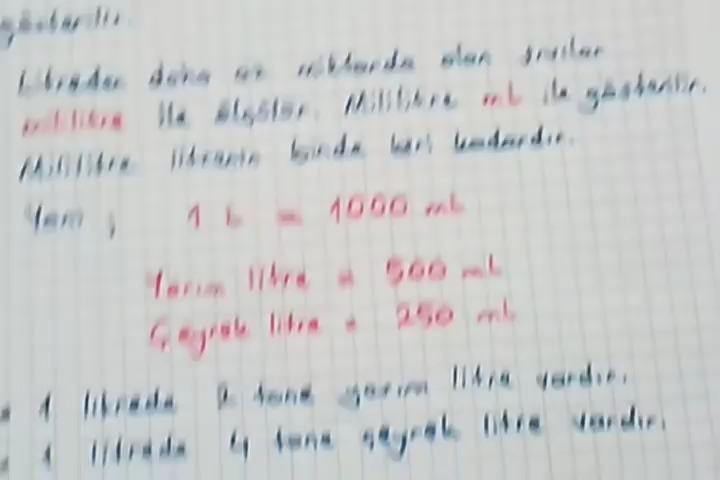 gösterilir.
Litreden daha az miktarda olan sıvılar
mililitre ile ölçülür. Mililitre mL ile gösterilir.
Mililitre litrenin binde biri kadardır.
Yani ; 1 L = 1000 mL
Yarım litre = 500 mL
Çeyrek litre = 250 mL
* 1 litrede 2 tane yarım litre vardır.
* 1 litrede 4 tane çeyrek litre vardır.